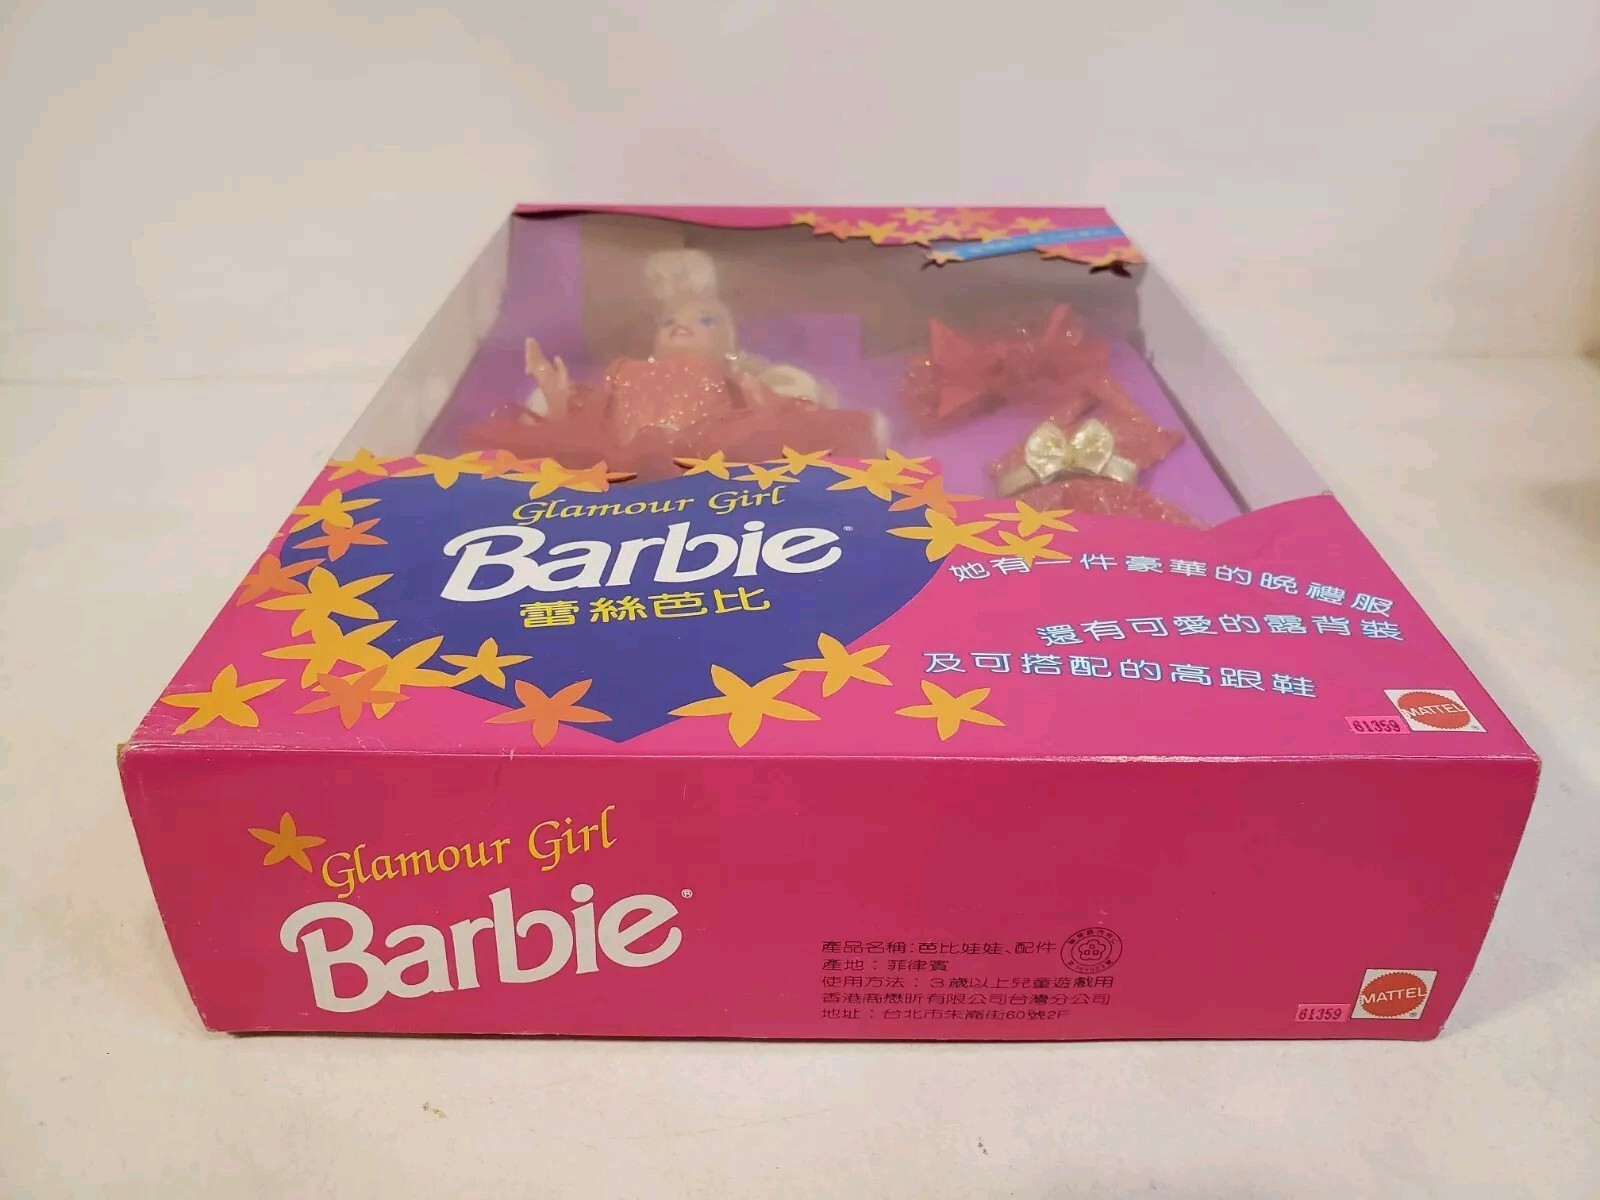 Glamour Girl
Barbie®
蕾絲芭比
她有一件豪華的晚禮服
還有可愛的露背裝
及可搭配的高跟鞋
MATTEL
61359
Glamour Girl
Barbie®
產品名稱:芭比娃娃、配件
產地:菲律賓
使用方法:3歲以上兒童遊戲用
香港商懋昕有限公司台灣分公司
地址:台北市朱崙街60號2F
MATTEL
61359